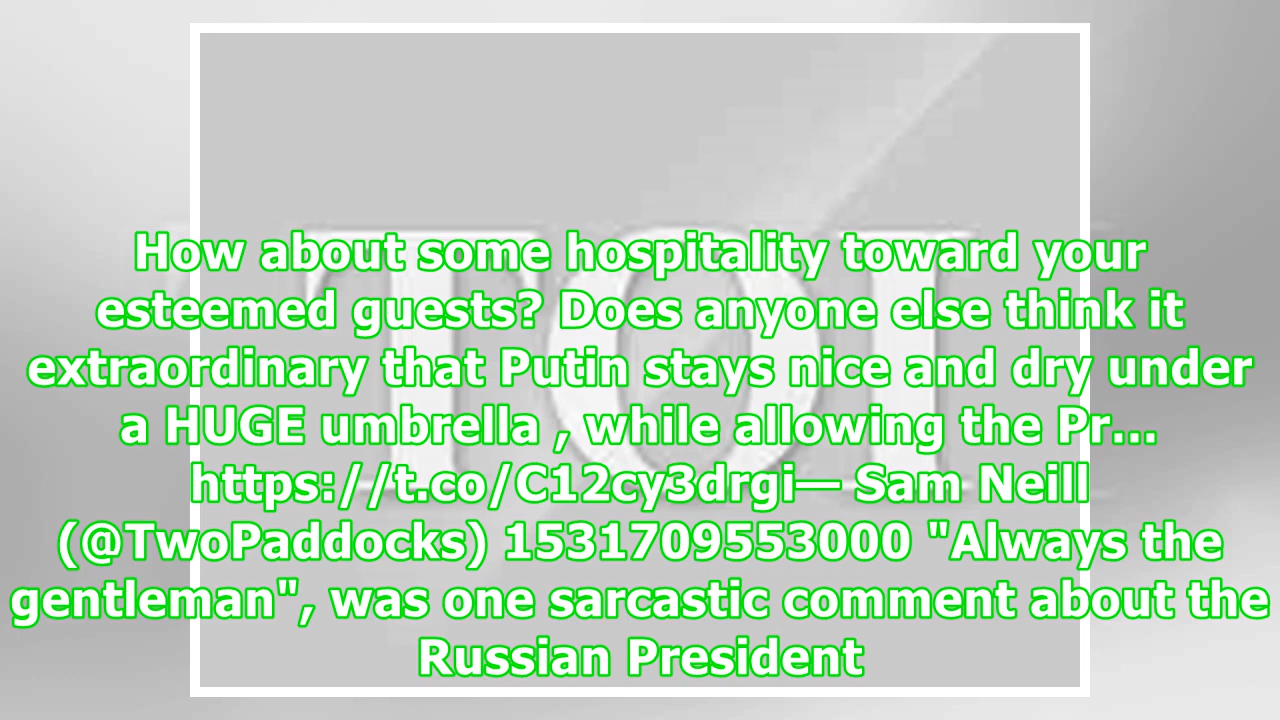 TOI
How about some hospitality toward your
esteemed guests? Does anyone else think it
extraordinary that Putin stays nice and dry under
a HUGE umbrella , while allowing the Pr...
https://t.co/C12cy3drgi— Sam Neill
(@TwoPaddocks) 1531709553000 "Always the
gentleman", was one sarcastic comment about the
Russian President